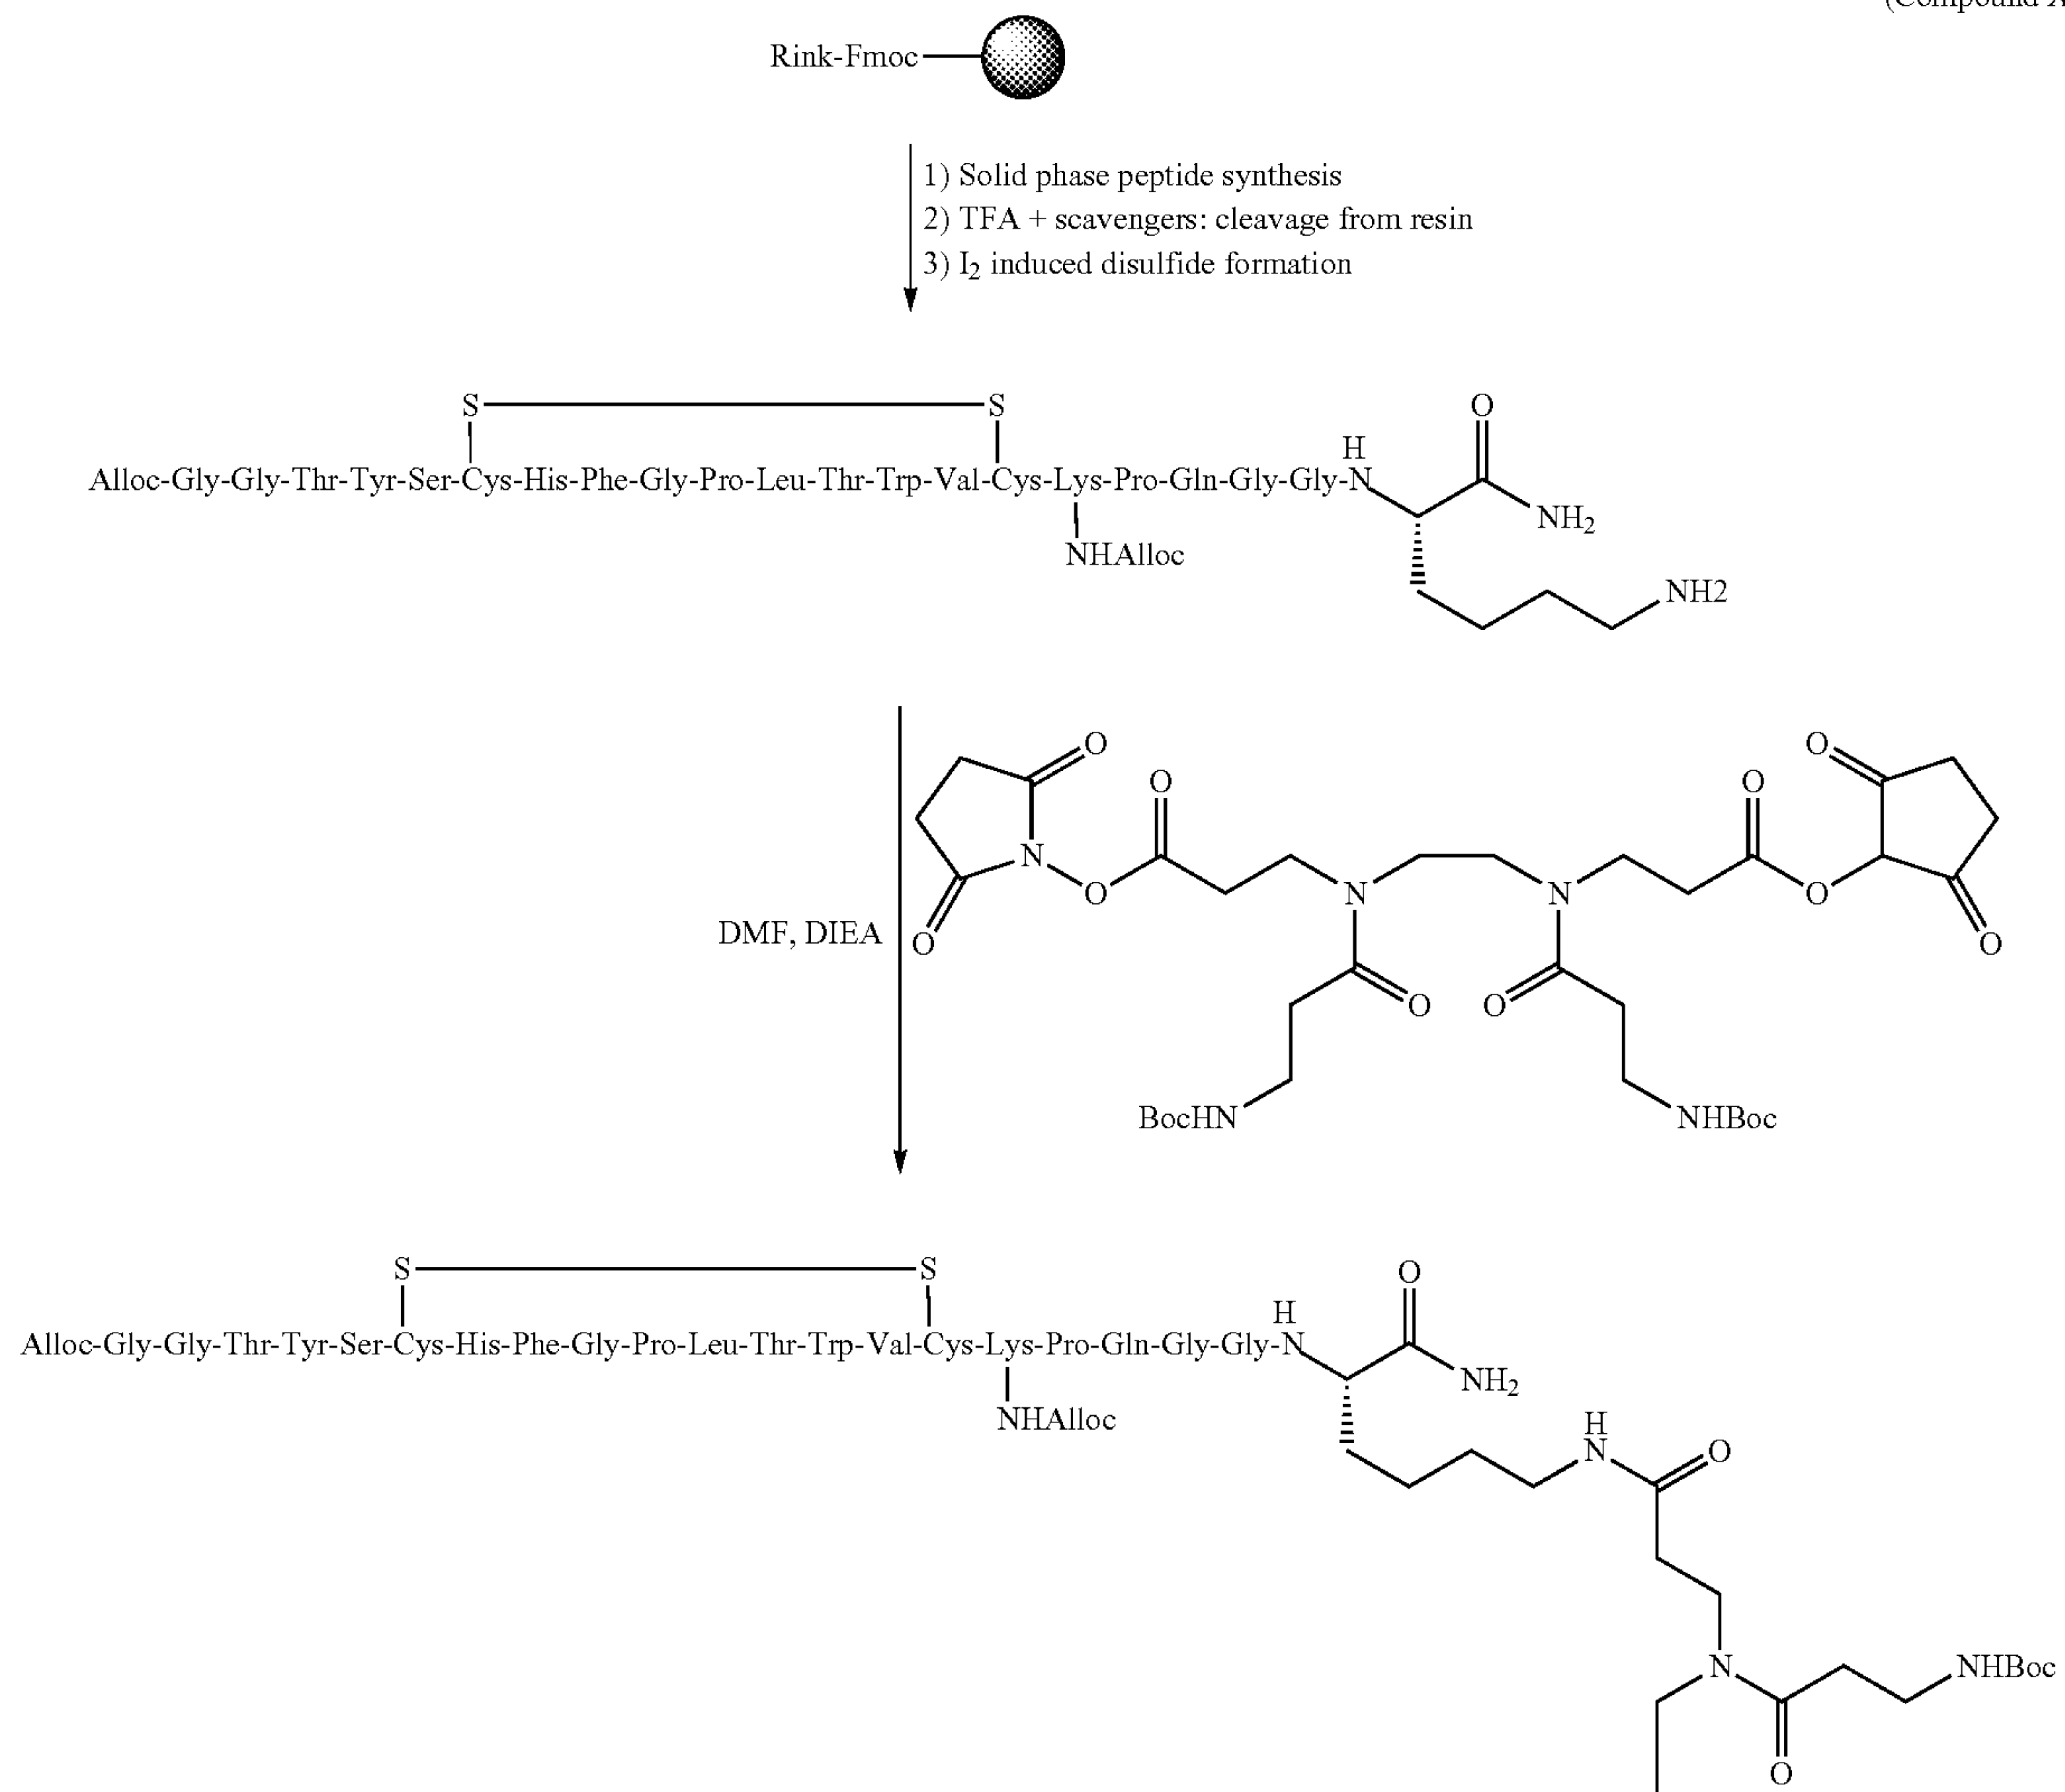 (Compound
Rink-Fmoc
1) Solid phase peptide synthesis
2) TFA + scavengers: cleavage from resin
3) I2 induced disulfide formation
S S O
H
Alloc-Gly-Gly-Thr-Tyr-Ser-Cys-His-Phe-Gly-Pro-Leu-Thr-Trp-Val-Cys-Lys-Pro-Gln-Gly-Gly-N
NH2
NHAlloc
NH2
O O
O O
N
O N N O
DMF, DIEA
O O
O O
BocHN NHBoc
S S O
H
Alloc-Gly-Gly-Thr-Tyr-Ser-Cys-His-Phe-Gly-Pro-Leu-Thr-Trp-Val-Cys-Lys-Pro-Gln-Gly-Gly-N
NH2
NHAlloc
H
N O
N NHBoc
O